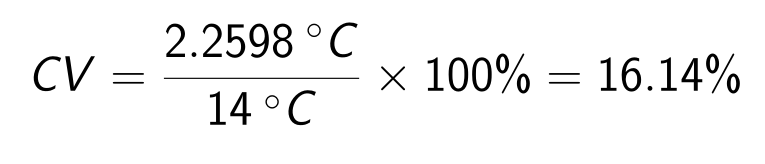 CV = 2.2598 °C / 14 °C × 100% = 16.14%